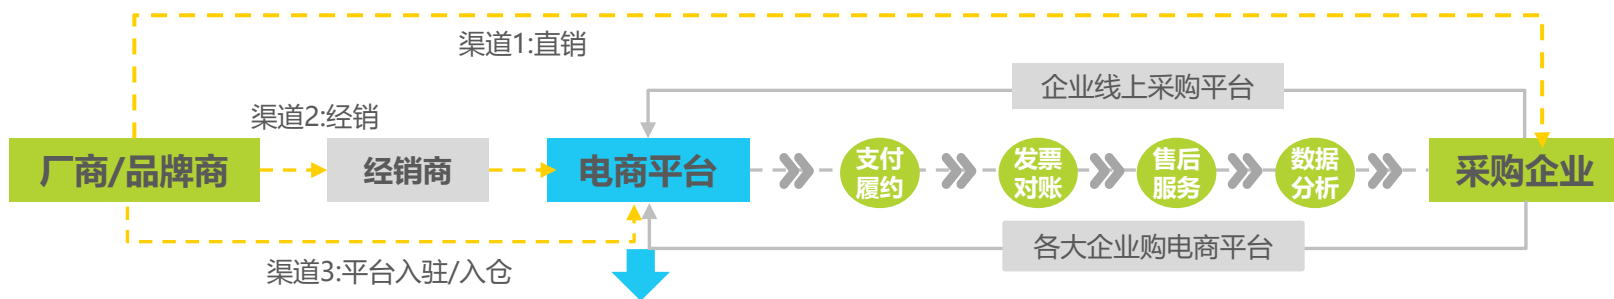 渠道1:直销
企业线上采购平台
渠道2:经销
厂商/品牌商
经销商
电商平台
支付
履约
发票
对账
售后
服务
数据
分析
采购企业
各大企业购电商平台
渠道3:平台入驻/入仓